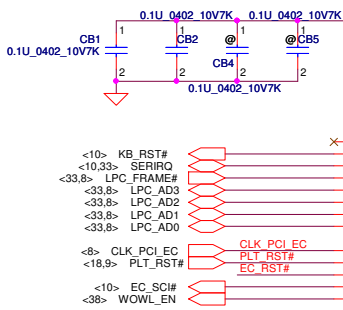 0.1U_0402_10V7K 0.1U_0402_10V7K
1 1 1 1
CB1 CB2 @ @CB5
0.1U_0402_10V7K CB4
2 2 2 2
0.1U_0402_10V7K
<10> KB_RST#
<10,33> SERIRQ
<33,8> LPC_FRAME#
<33,8> LPC_AD3
<33,8> LPC_AD2
<33,8> LPC_AD1
<33,8> LPC_AD0
<8> CLK_PCI_EC CLK_PCI_EC
<18,9> PLT_RST# PLT_RST#
EC_RST#
<10> EC_SCI#
<38> WOWL_EN